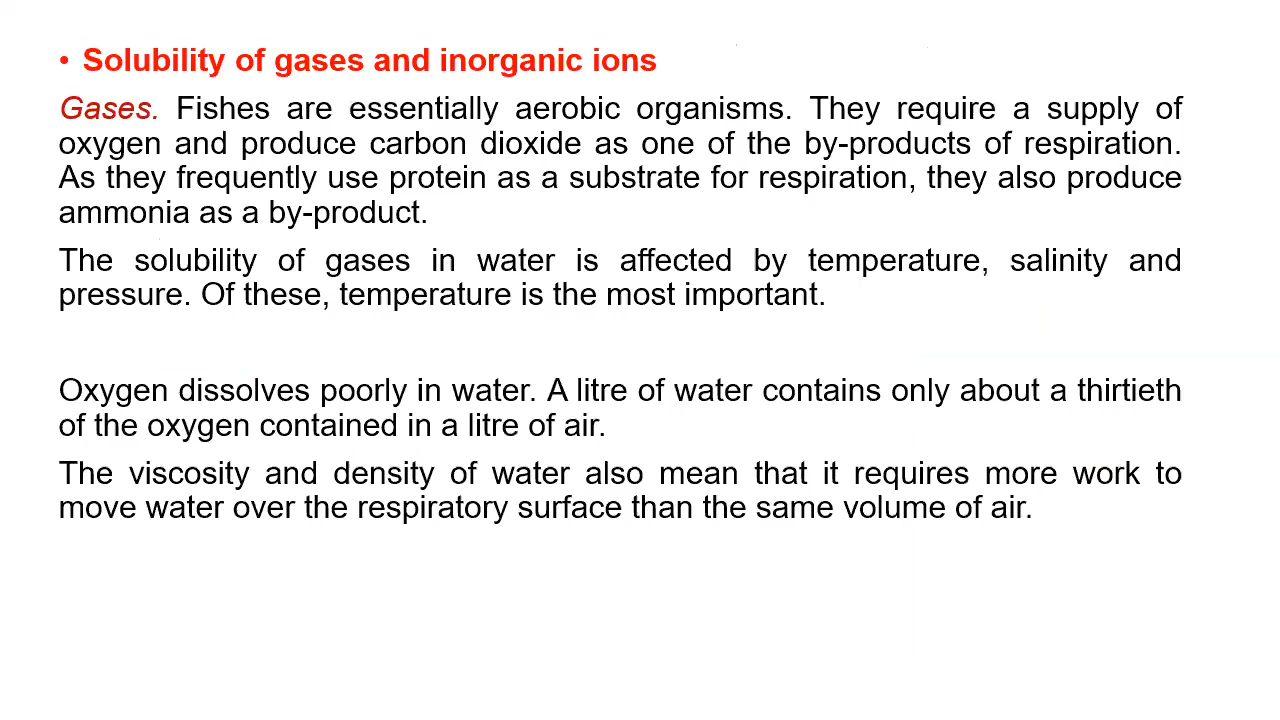 • Solubility of gases and inorganic ions
Gases. Fishes are essentially aerobic organisms. They require a supply of
oxygen and produce carbon dioxide as one of the by-products of respiration.
As they frequently use protein as a substrate for respiration, they also produce
ammonia as a by-product.
The solubility of gases in water is affected by temperature, salinity and
pressure. Of these, temperature is the most important.
Oxygen dissolves poorly in water. A litre of water contains only about a thirtieth
of the oxygen contained in a litre of air.
The viscosity and density of water also mean that it requires more work to
move water over the respiratory surface than the same volume of air.